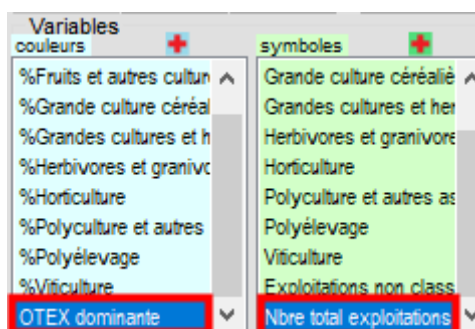 Variables
couleurs
symboles
%Fruits et autres cultur
%Grande culture céréal
%Grandes cultures et h
%Herbivores et granivo
%Horticulture
%Polyculture et autres
%Polyélevage
%Viticulture
OTEX dominante
Grande culture céréaliè
Grandes cultures et her
Herbivores et granivore
Horticulture
Polyculture et autres as
Polyélevage
Viticulture
Exploitations non class
Nbre total exploitations